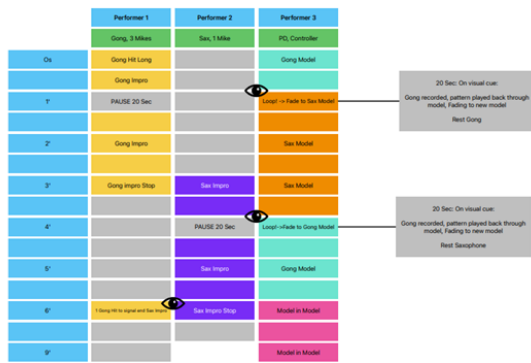 Performer 1 Performer 2 Performer 3
Gong, 3 Mikes Sax, 1 Mike PD, Controller
0s Gong Hit Long Gong Model
Gong Impro
1' PAUSE 20 Sec Loop! -> Fade to Sax Model
2' Gong Impro Sax Model
3' Gong impro Stop Sax Impro Sax Model
4' PAUSE 20 Sec Loop!->Fade to Gong Model
5' Sax Impro Gong Model
6' 1 Gong Hit to signal end Sax Impro Sax Impro Stop Model in Model
9' Model in Model
20 Sec: On visual cue:
Gong recorded, pattern played back through
model, Fading to new model
Rest Gong
20 Sec: On visual cue:
Gong recorded, pattern played back through
model, Fading to new model
Rest Saxophone